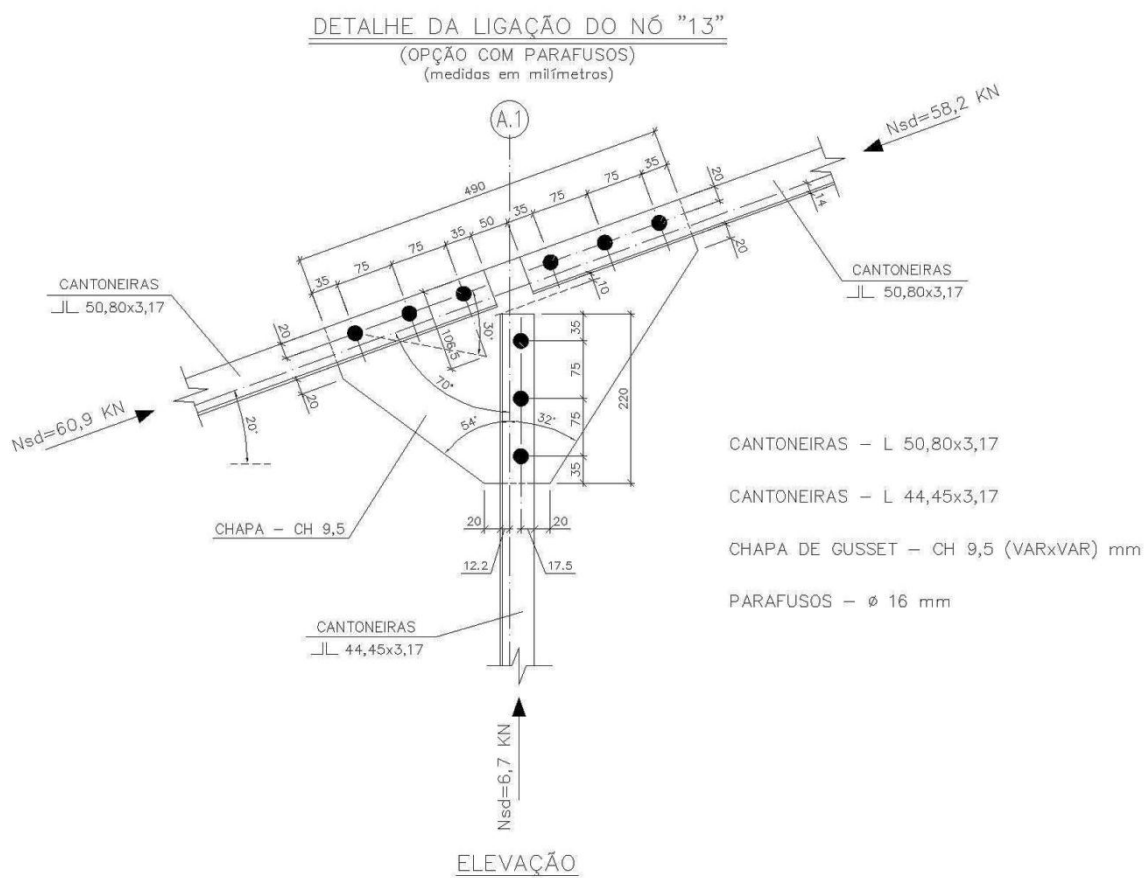 DETALHE DA LIGAÇÃO DO NÓ "13"
(OPÇÃO COM PARAFUSOS)
(medidas em milímetros)
A.1
Nsd=58,2 KN
490
35
75
75
35
50
35
75
75
35
20
14
20
10
CANTONEIRAS
⅃L 50,80x3,17
CANTONEIRAS
⅃L 50,80x3,17
20
20
106,5
30°
70°
54°
32°
Nsd=60,9 KN
20°
35
75
75
35
220
CHAPA – CH 9,5
20
20
12.2
17.5
CANTONEIRAS
⅃L 44,45x3,17
Nsd=6,7 KN
CANTONEIRAS – L 50,80x3,17
CANTONEIRAS – L 44,45x3,17
CHAPA DE GUSSET – CH 9,5 (VARxVAR) mm
PARAFUSOS – ø 16 mm
ELEVAÇÃO